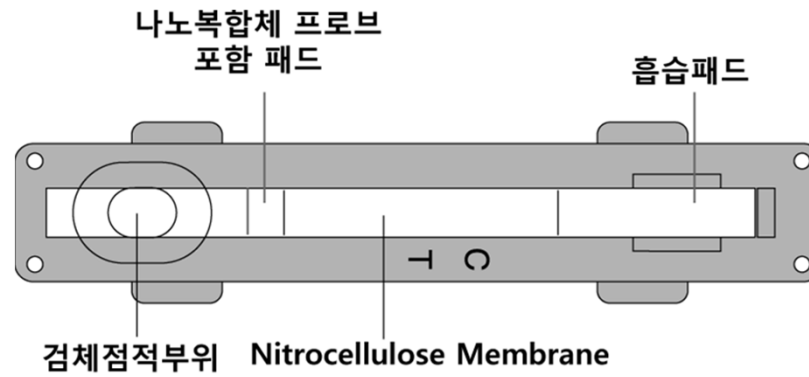 나노복합체 프로브
포함 패드
흡습패드
T C
검체점적부위
Nitrocellulose Membrane